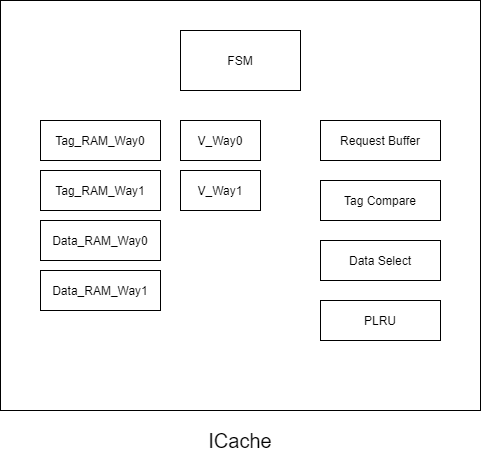 FSM
Tag_RAM_Way0
V_Way0
Request Buffer
Tag_RAM_Way1
V_Way1
Tag Compare
Data_RAM_Way0
Data Select
Data_RAM_Way1
PLRU
ICache